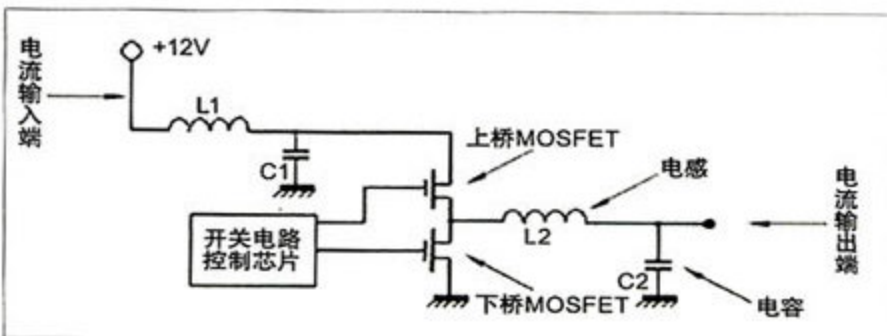 电流输入端
+12V
L1
C1
上桥MOSFET
电感
开关电路
控制芯片
L2
C2
下桥MOSFET
电容
电流输出端